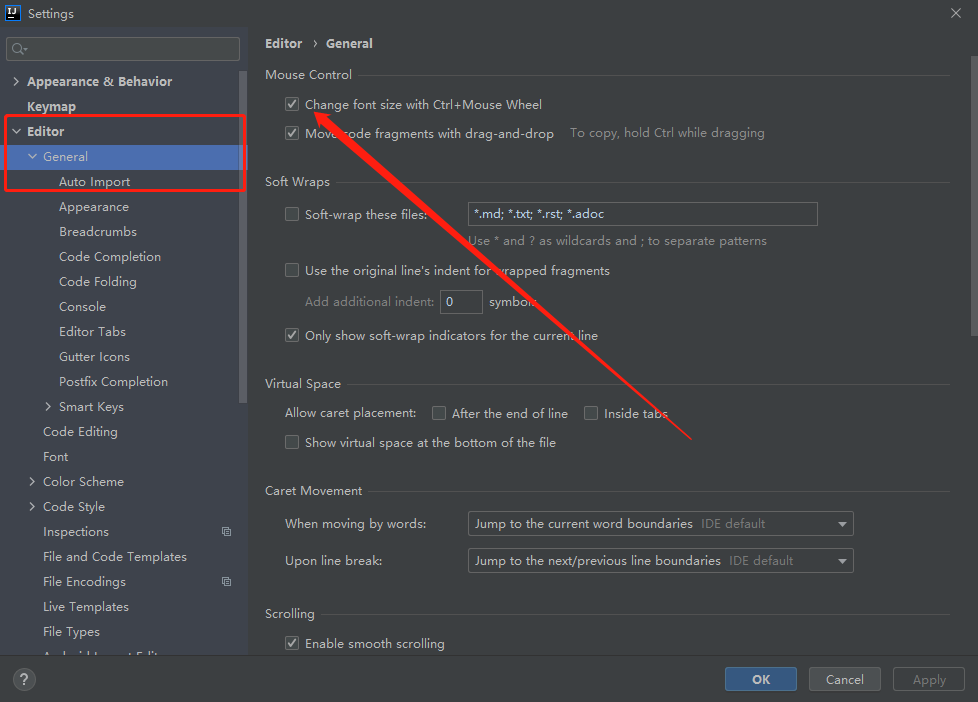 IJ
Settings
Appearance & Behavior
Keymap
Editor
General
Auto Import
Appearance
Breadcrumbs
Code Completion
Code Folding
Console
Editor Tabs
Gutter Icons
Postfix Completion
Smart Keys
Code Editing
Font
Color Scheme
Code Style
Inspections
File and Code Templates
File Encodings
Live Templates
File Types
Editor › General
Mouse Control
Change font size with Ctrl+Mouse Wheel
Move code fragments with drag-and-drop To copy, hold Ctrl while dragging
Soft Wraps
Soft-wrap these files: *.md; *.txt; *.rst; *.adoc
Use * and ? as wildcards and ; to separate patterns
Use the original line's indent for wrapped fragments
Add additional indent: 0 symbols
Only show soft-wrap indicators for the current line
Virtual Space
Allow caret placement: After the end of line Inside tabs
Show virtual space at the bottom of the file
Caret Movement
When moving by words: Jump to the current word boundaries IDE default
Upon line break: Jump to the next/previous line boundaries IDE default
Scrolling
Enable smooth scrolling
? OK Cancel Apply